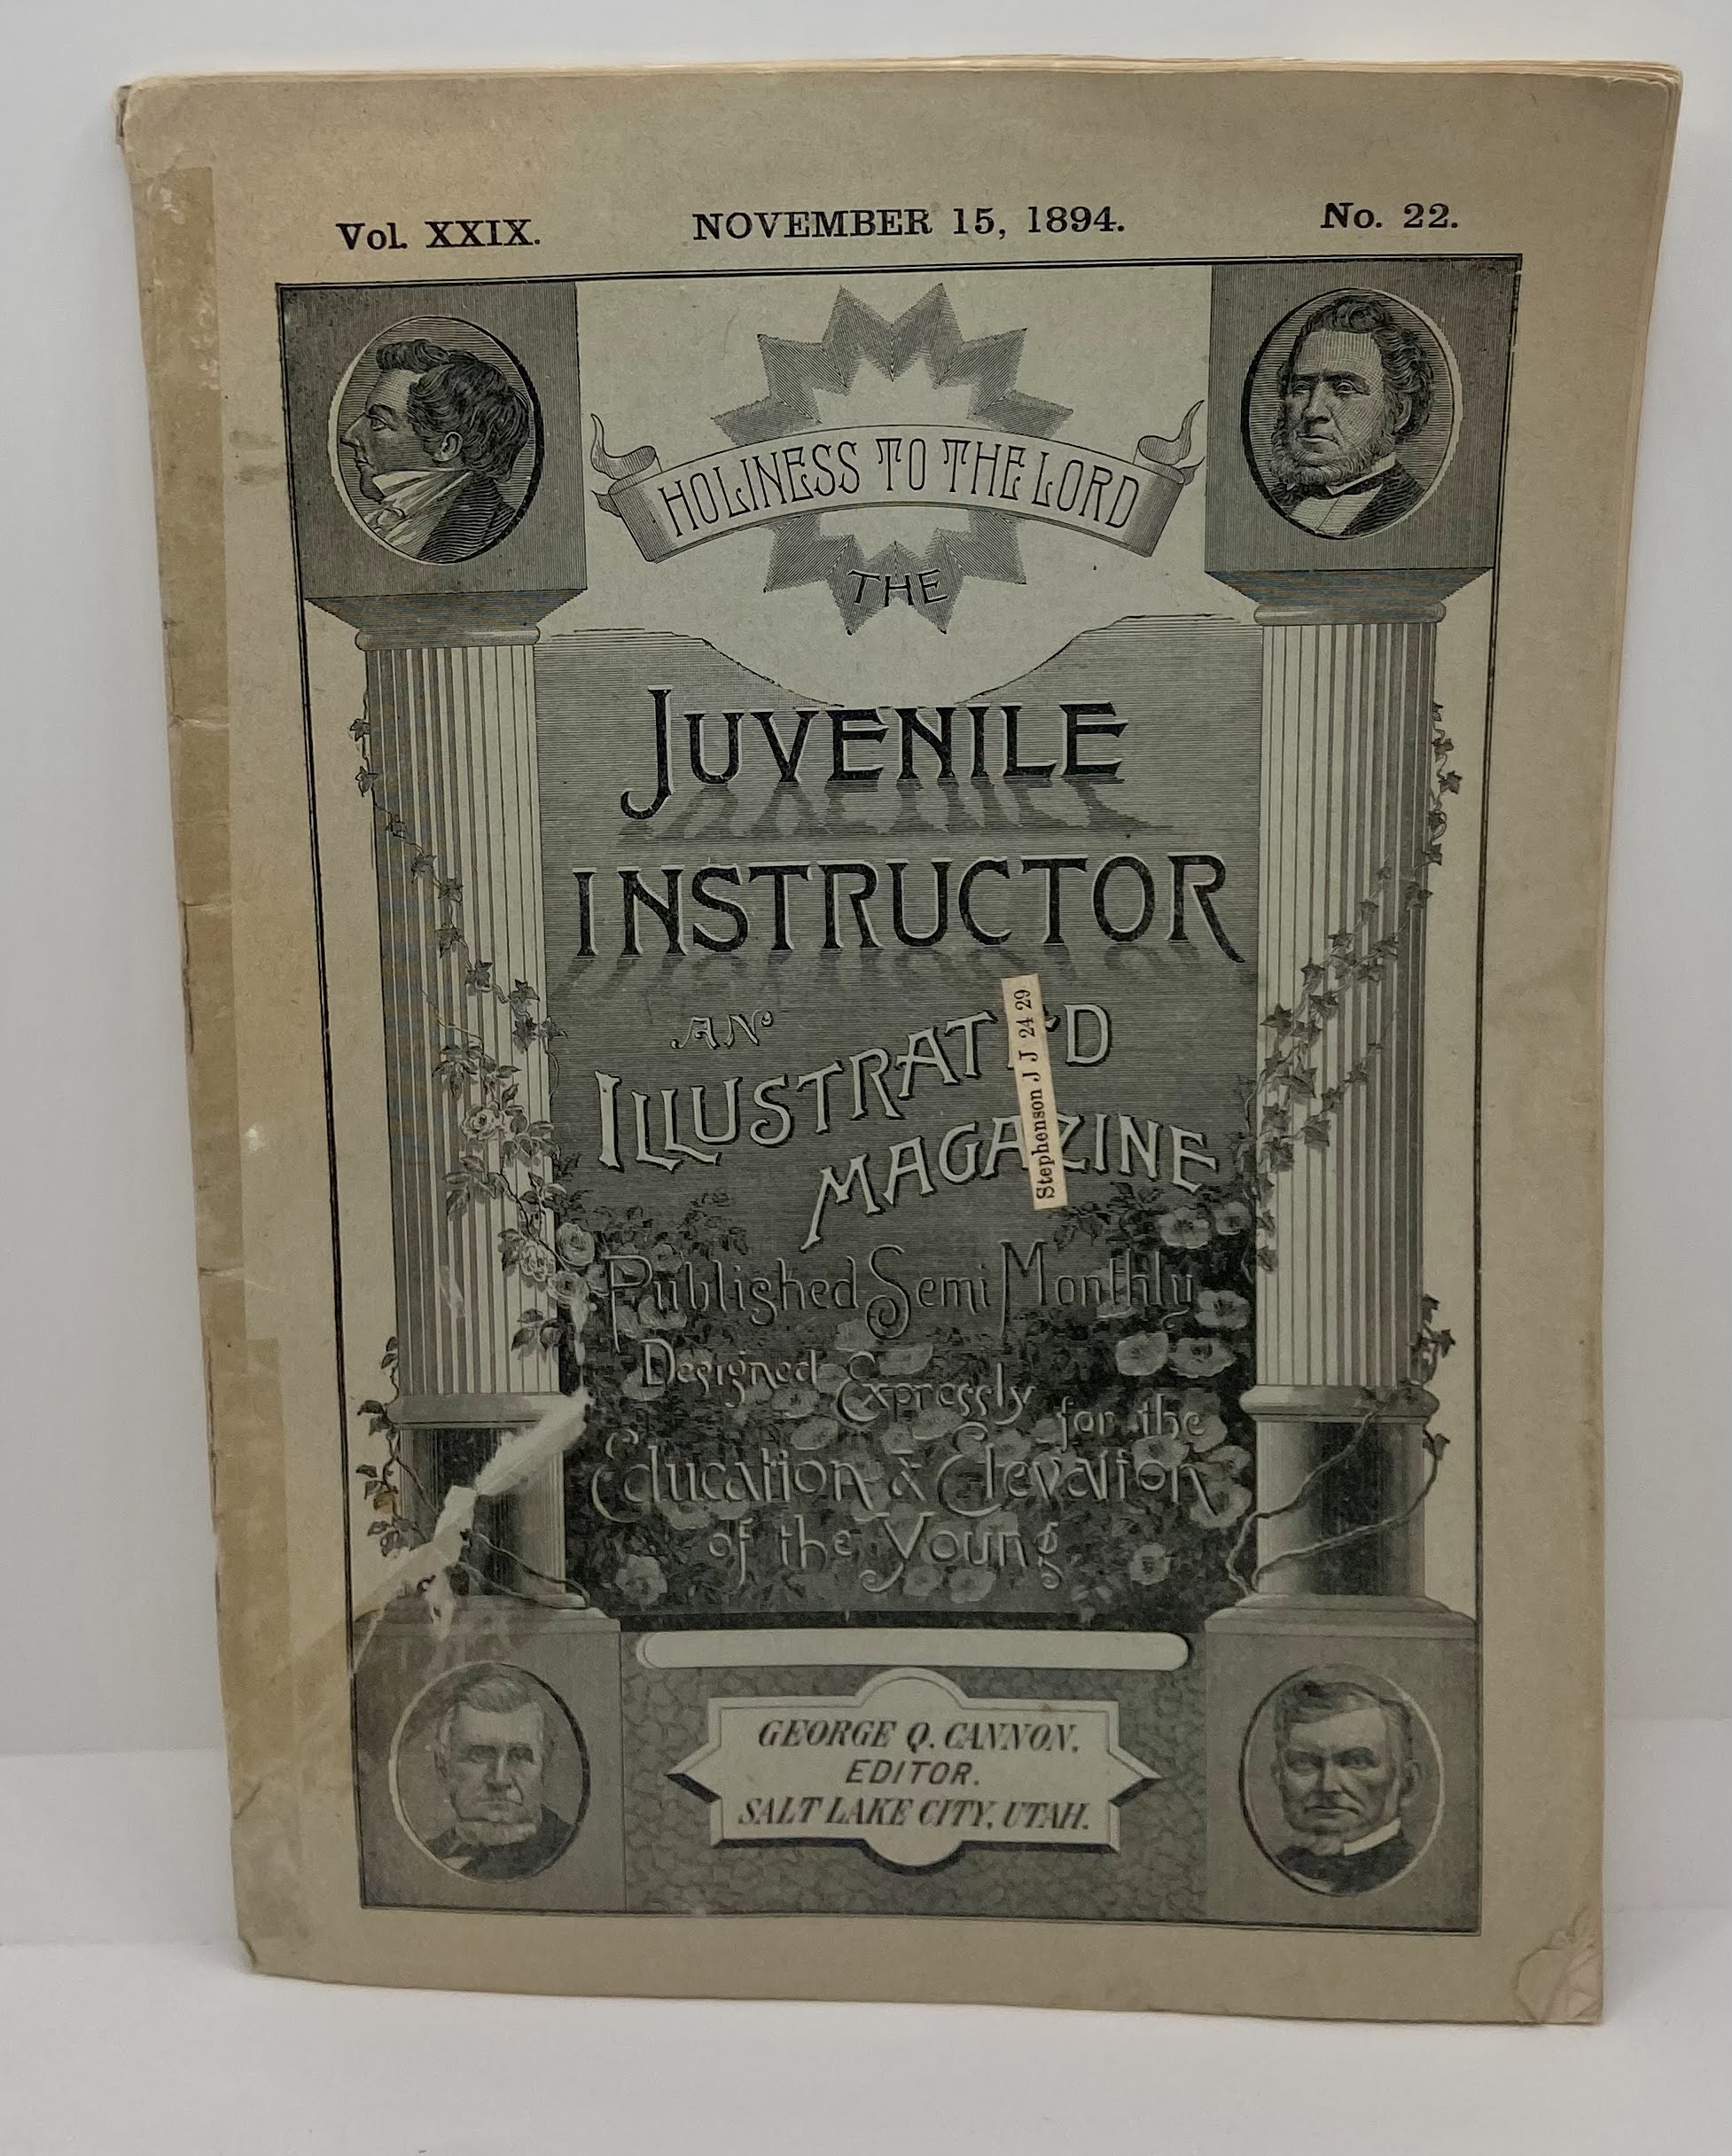 Vol. XXIX. NOVEMBER 15, 1894. No. 22.
HOLINESS TO THE LORD
THE
JUVENILE
INSTRUCTOR
AN
ILLUSTRAT D
MAGAZINE
Stephenson J J 24 29
Published Semi Monthly
Designed Expressly for the
Education & Elevation
of the Young
GEORGE Q. CANNON,
EDITOR.
SALT LAKE CITY, UTAH.